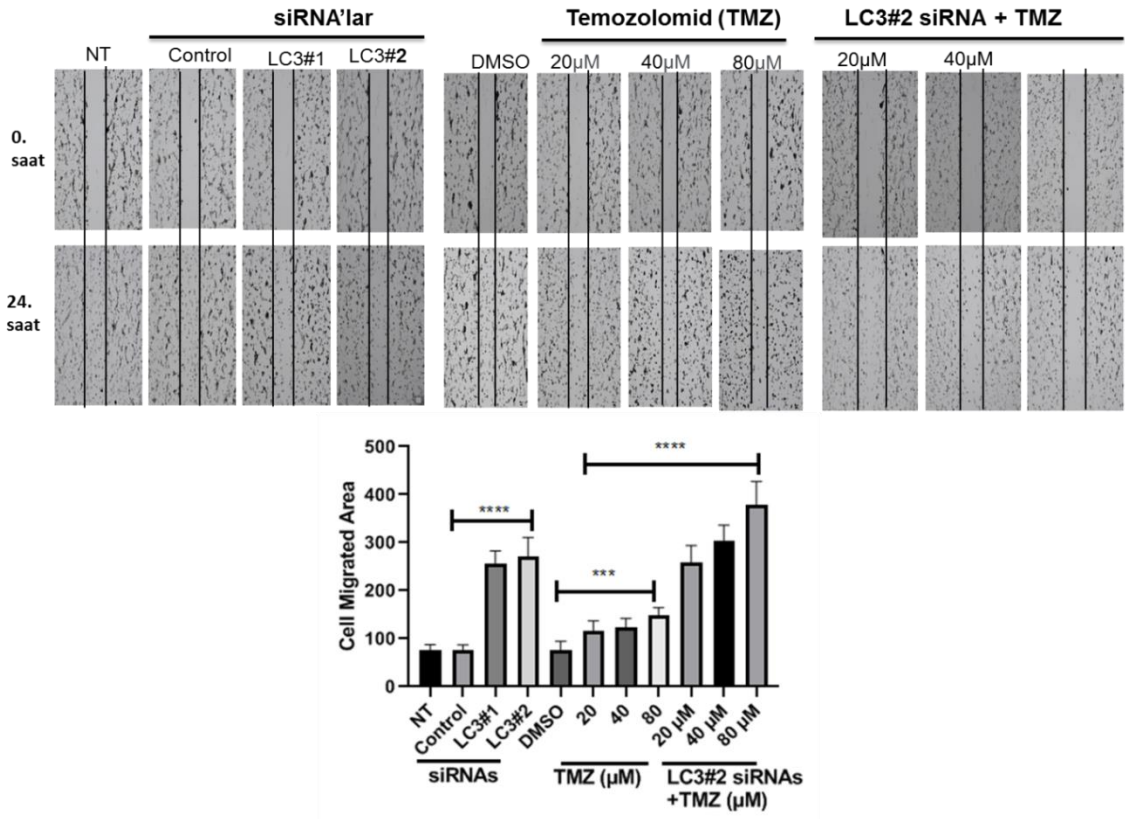 siRNA’lar
Temozolomid (TMZ)
LC3#2 siRNA + TMZ
NT
Control
LC3#1
LC3#2
DMSO
20µM
40µM
80µM
20µM
40µM
0.
saat
24.
saat
500
400
300
200
100
0
Cell Migrated Area
****
***
****
NT
Control
LC3#1
LC3#2
DMSO
20
40
80
20 µM
40 µM
80 µM
siRNAs
TMZ (µM)
LC3#2 siRNAs
+TMZ (µM)